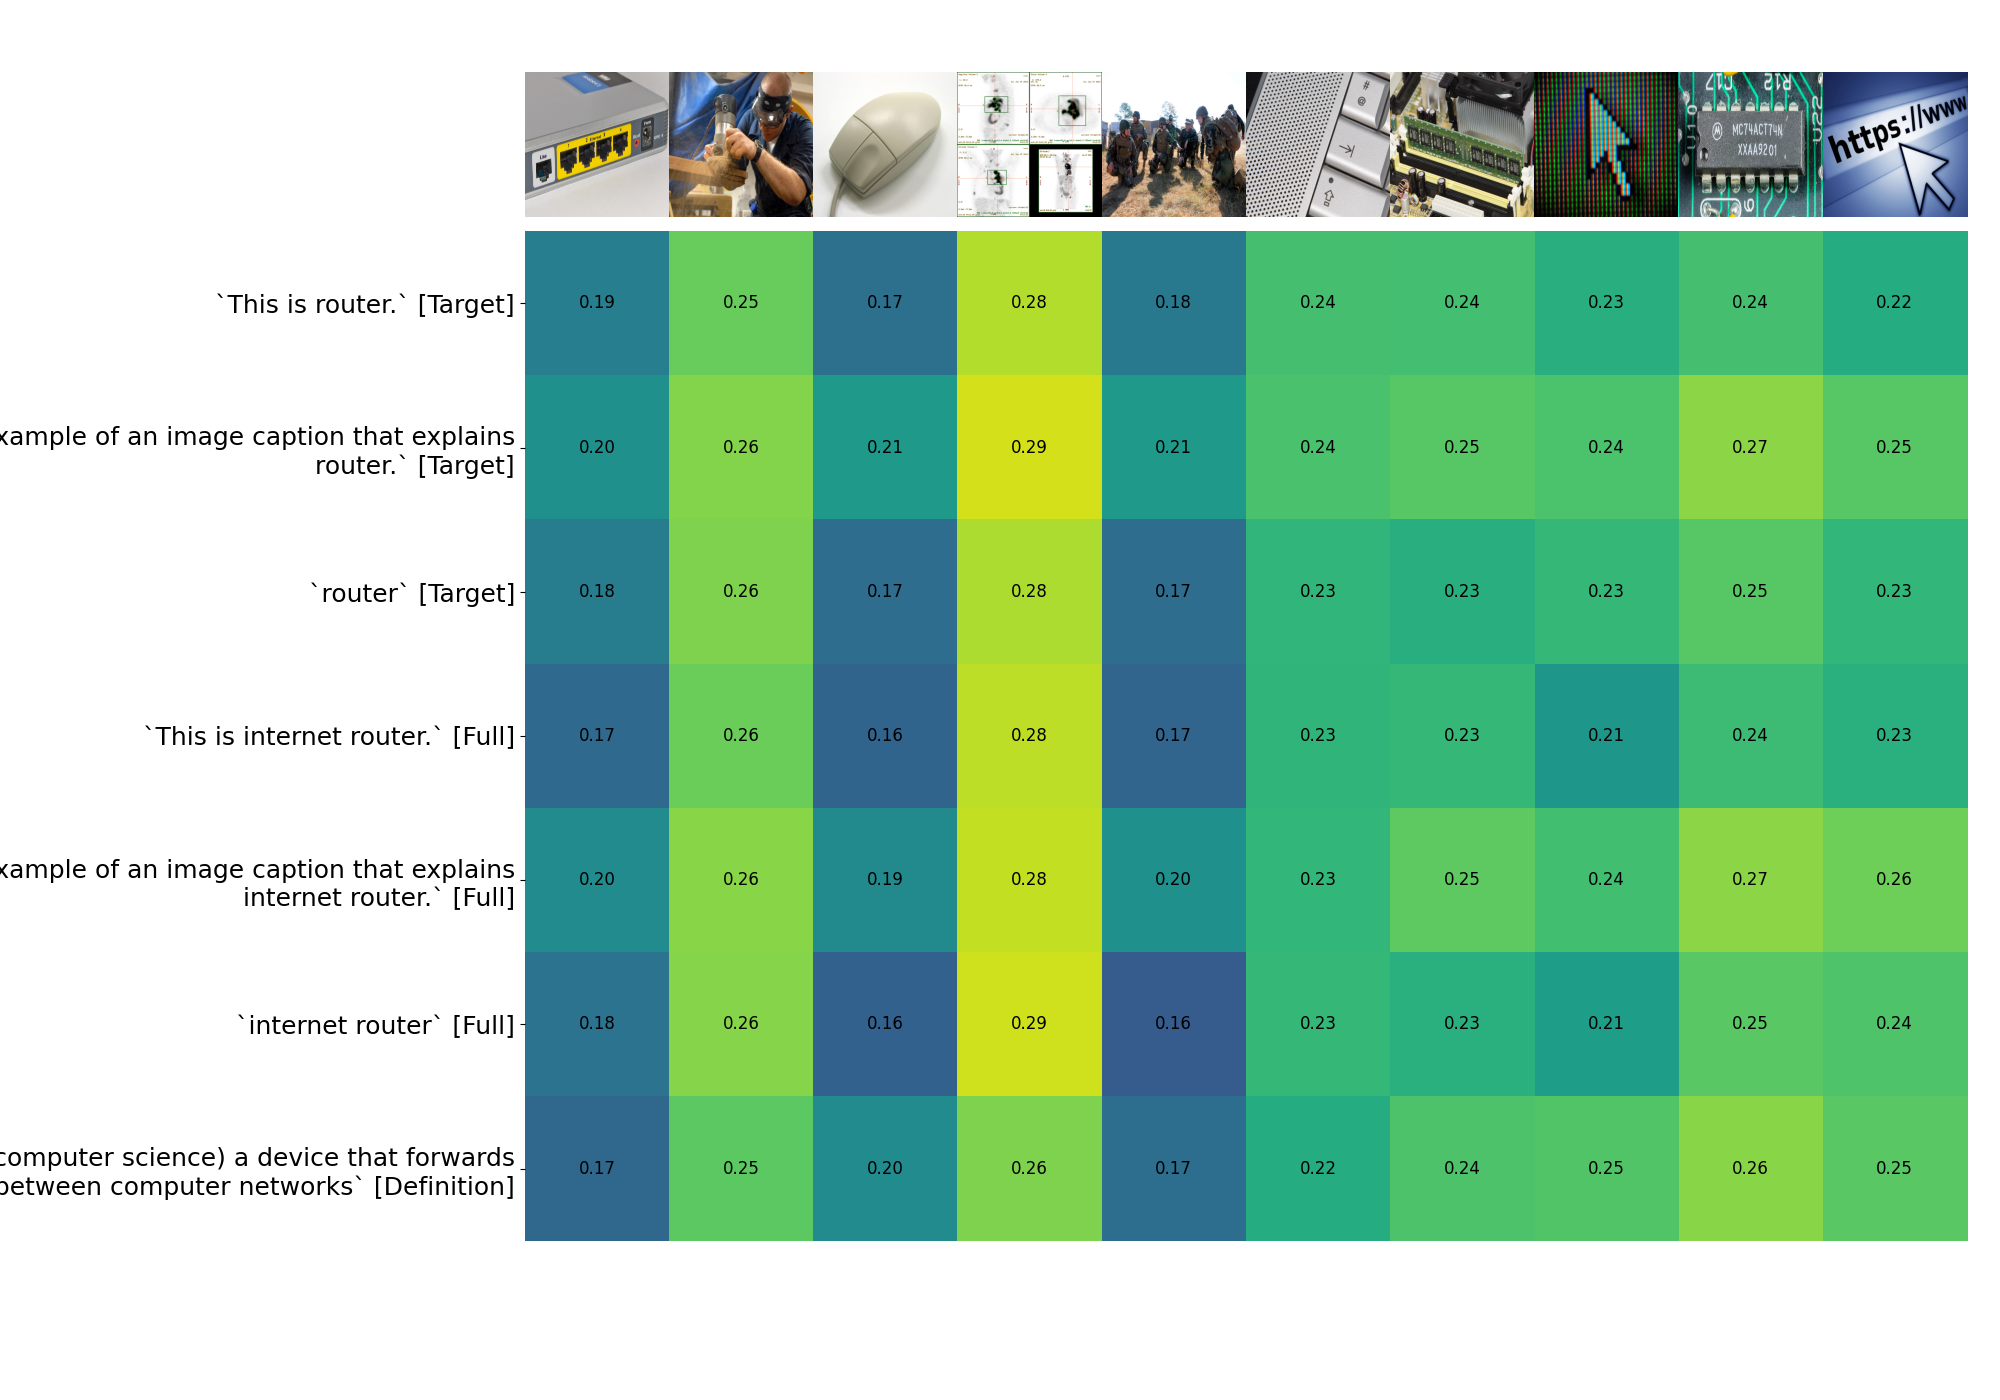 # @
R12
U10
MC74ACT74N
XXAA9201
U22
https://www
`This is router.` [Target]
0.19 0.25 0.17 0.28 0.18 0.24 0.24 0.23 0.24 0.22
xample of an image caption that explains
router.` [Target]
0.20 0.26 0.21 0.29 0.21 0.24 0.25 0.24 0.27 0.25
`router` [Target]
0.18 0.26 0.17 0.28 0.17 0.23 0.23 0.23 0.25 0.23
`This is internet router.` [Full]
0.17 0.26 0.16 0.28 0.17 0.23 0.23 0.21 0.24 0.23
xample of an image caption that explains
internet router.` [Full]
0.20 0.26 0.19 0.28 0.20 0.23 0.25 0.24 0.27 0.26
`internet router` [Full]
0.18 0.26 0.16 0.29 0.16 0.23 0.23 0.21 0.25 0.24
computer science) a device that forwards
between computer networks` [Definition]
0.17 0.25 0.20 0.26 0.17 0.22 0.24 0.25 0.26 0.25